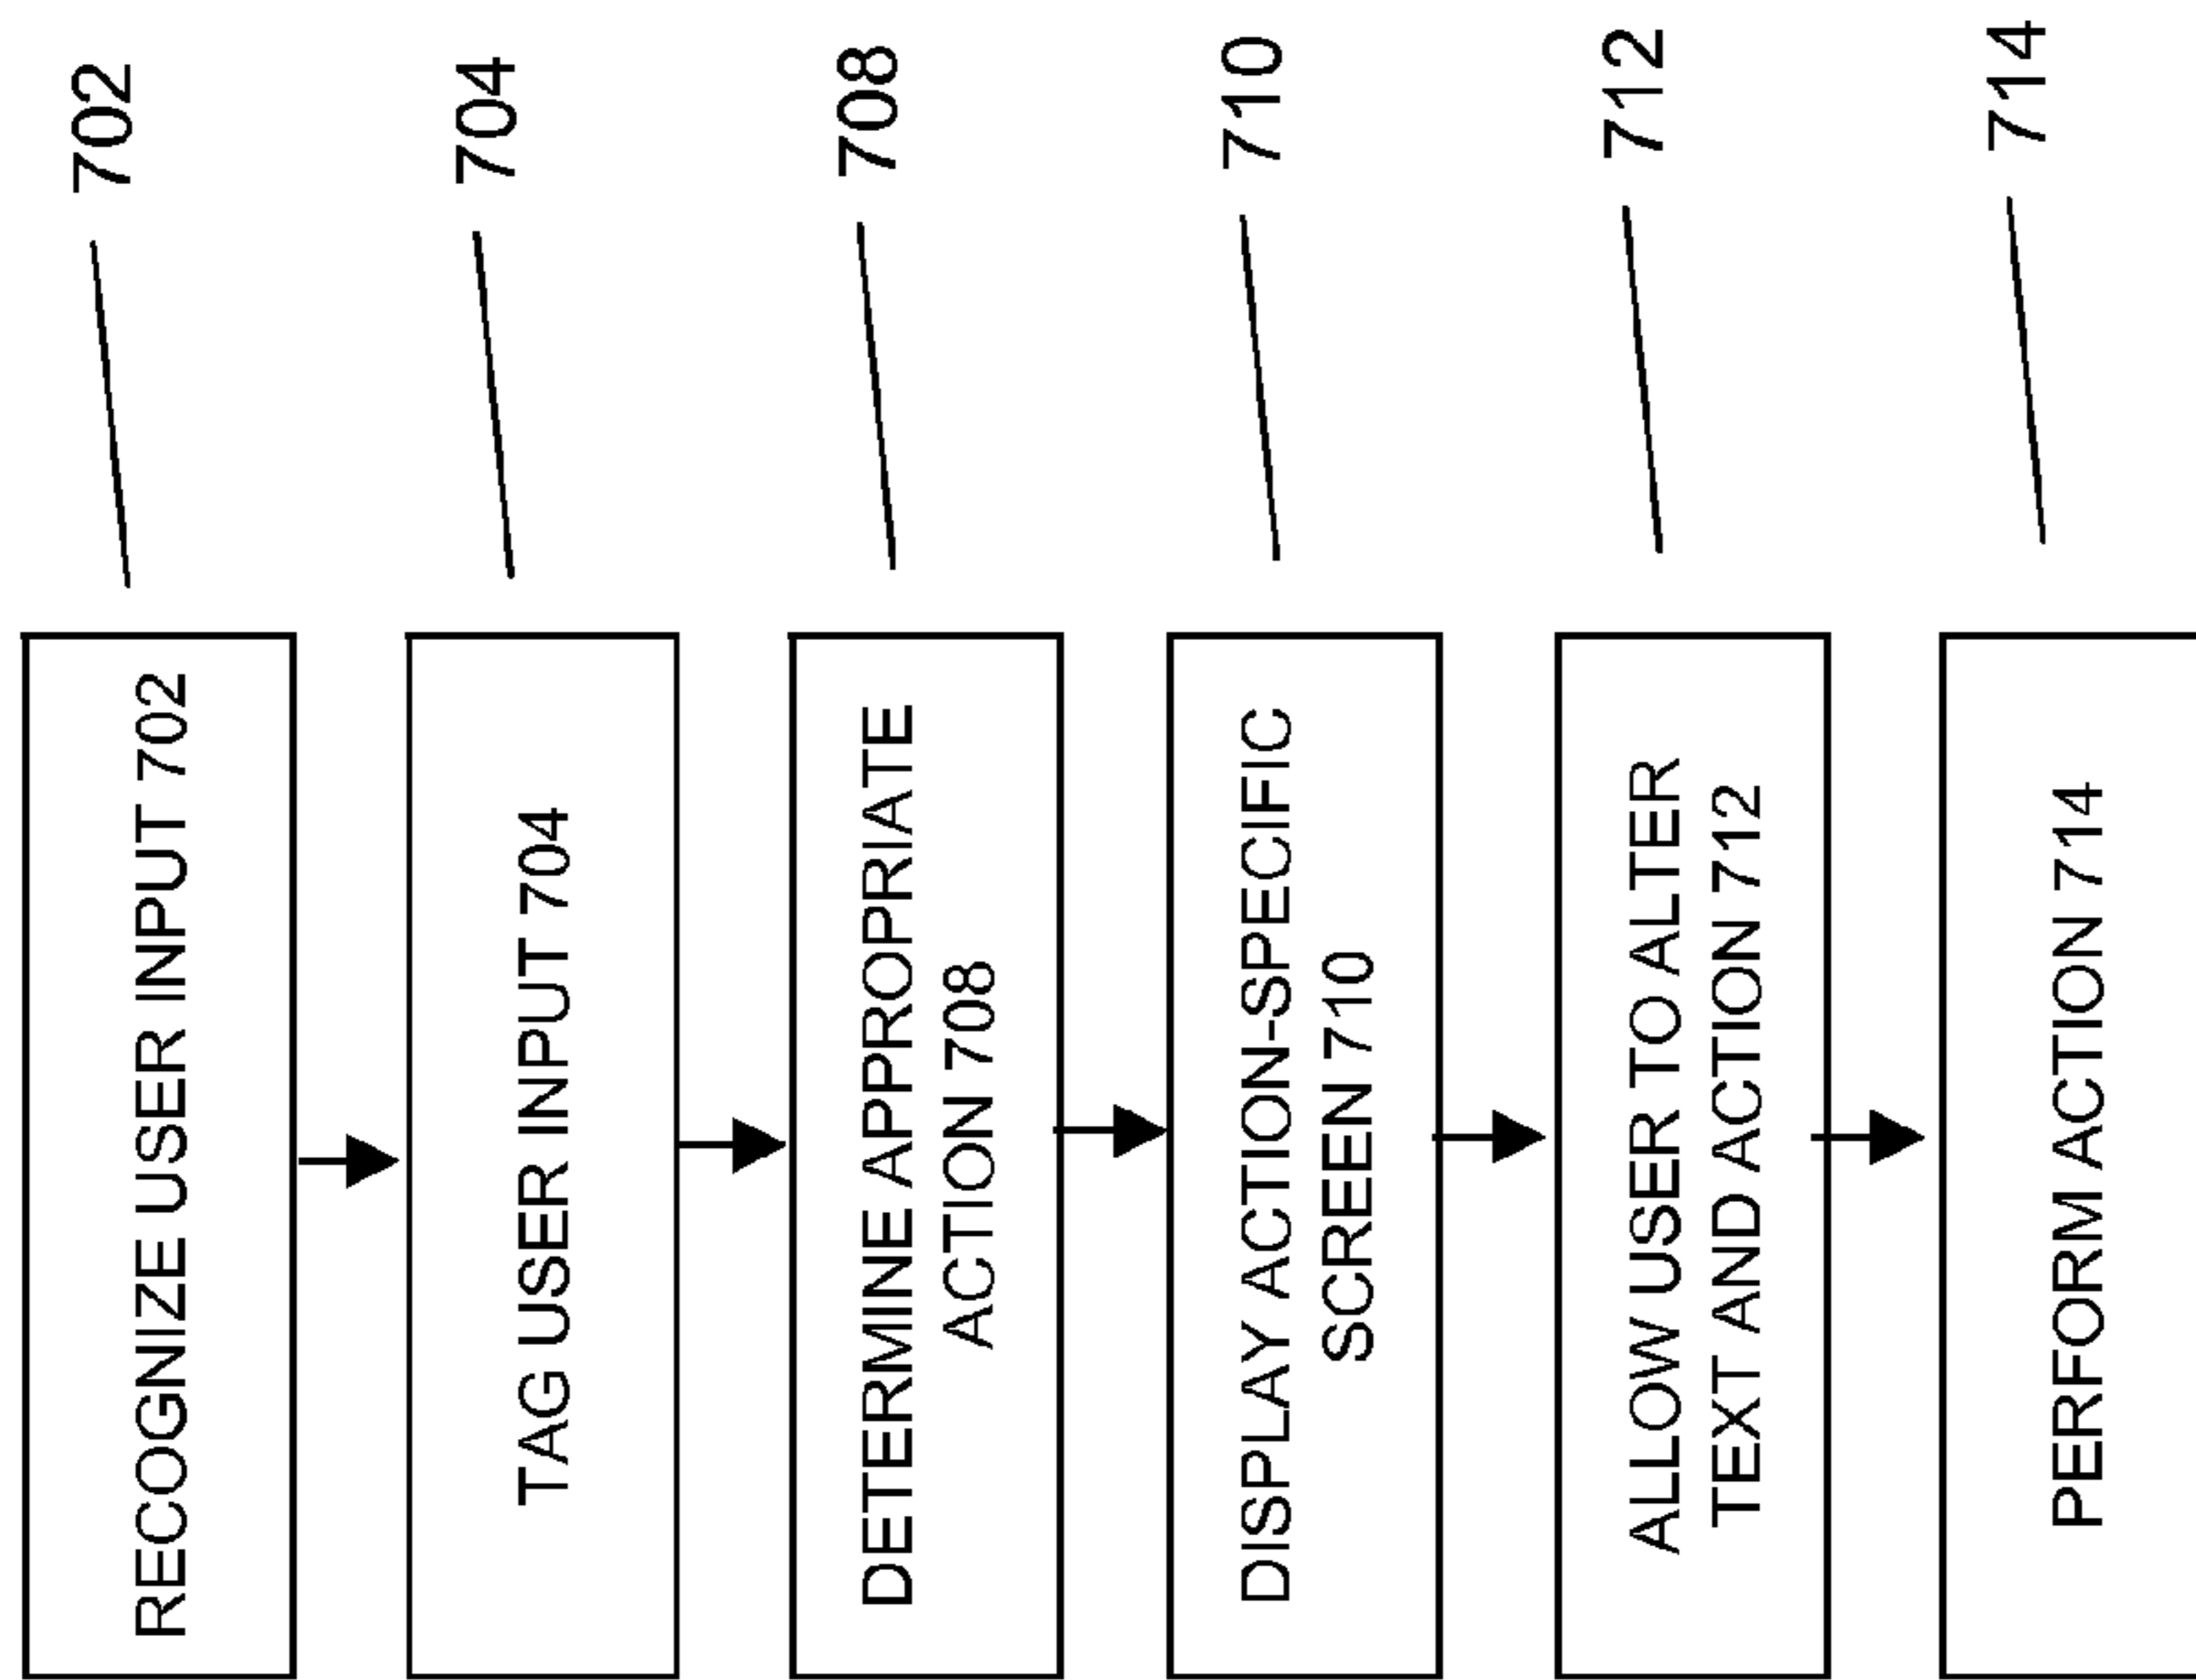 RECOGNIZE USER INPUT 702
702
TAG USER INPUT 704
704
DETERMINE APPROPRIATE
ACTION 708
708
DISPLAY ACTION-SPECIFIC
SCREEN 710
710
ALLOW USER TO ALTER
TEXT AND ACTION 712
712
PERFORM ACTION 714
714